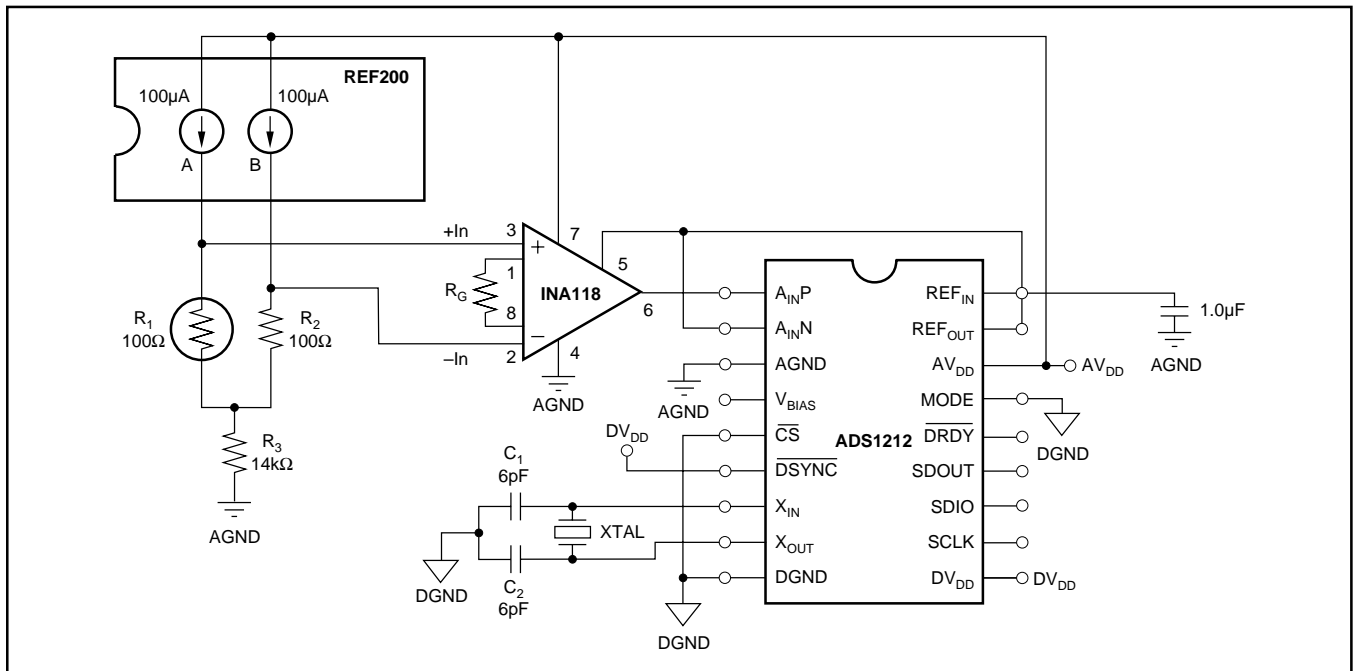 REF200
100µA
100µA
A
B
+In
3
7
5
1
R_G
INA118
6
8
–In
2
4
AGND
R_1
100Ω
R_2
100Ω
R_3
14kΩ
AGND
A_INP
A_INN
AGND
V_BIAS
CS
DSYNC
X_IN
X_OUT
DGND
ADS1212
REF_IN
REF_OUT
AV_DD
MODE
DRDY
SDOUT
SDIO
SCLK
DV_DD
1.0µF
AGND
AV_DD
DGND
DV_DD
AGND
DV_DD
C_1
6pF
XTAL
C_2
6pF
DGND
DGND